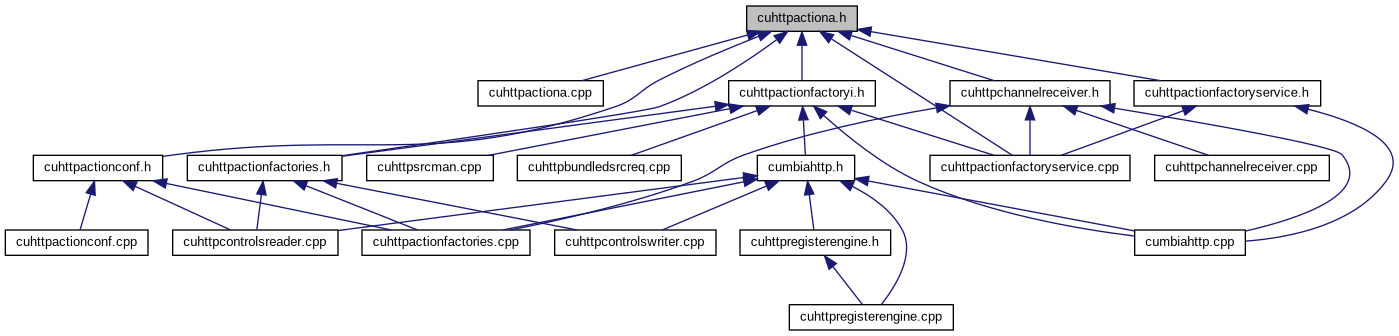 cuhttpactiona.h
cuhttpactiona.cpp
cuhttpactionfactoryi.h
cuhttpchannelreceiver.h
cuhttpactionfactoryservice.h
cuhttpactionconf.h
cuhttpactionfactories.h
cuhttpsrcman.cpp
cuhttpbundledsrcreq.cpp
cumbiahttp.h
cuhttpactionfactoryservice.cpp
cuhttpchannelreceiver.cpp
cuhttpactionconf.cpp
cuhttpcontrolsreader.cpp
cuhttpactionfactories.cpp
cuhttpcontrolswriter.cpp
cuhttpregisterengine.h
cumbiahttp.cpp
cuhttpregisterengine.cpp